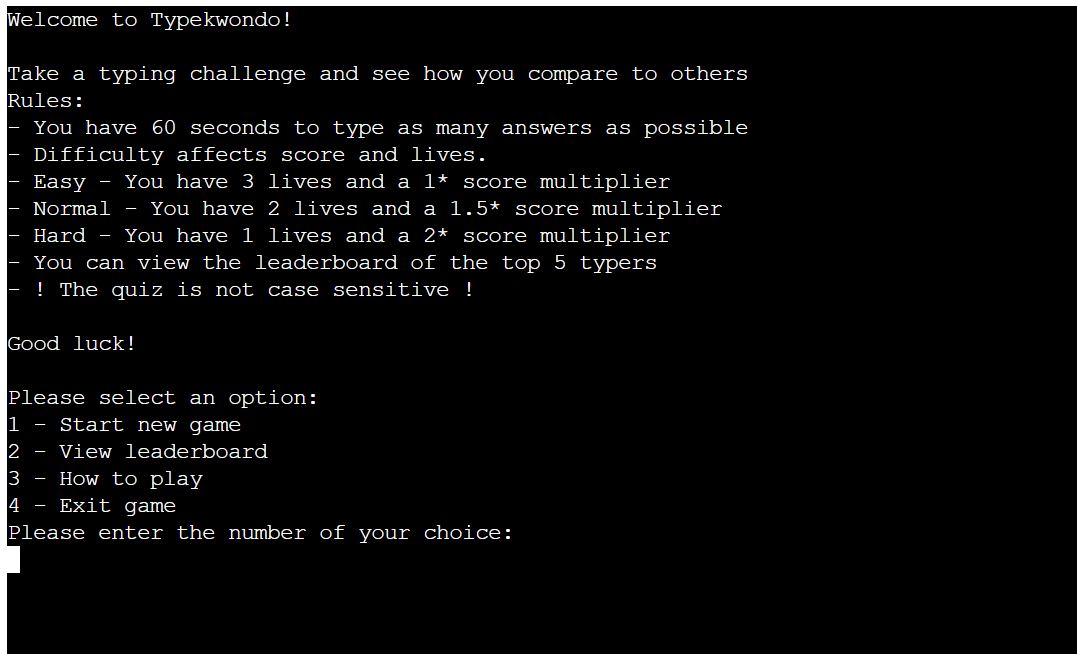 Welcome to Typekwondo!
Take a typing challenge and see how you compare to others
Rules:
- You have 60 seconds to type as many answers as possible
- Difficulty affects score and lives.
- Easy - You have 3 lives and a 1* score multiplier
- Normal - You have 2 lives and a 1.5* score multiplier
- Hard - You have 1 lives and a 2* score multiplier
- You can view the leaderboard of the top 5 typers
- ! The quiz is not case sensitive !
Good luck!
Please select an option:
1 - Start new game
2 - View leaderboard
3 - How to play
4 - Exit game
Please enter the number of your choice: